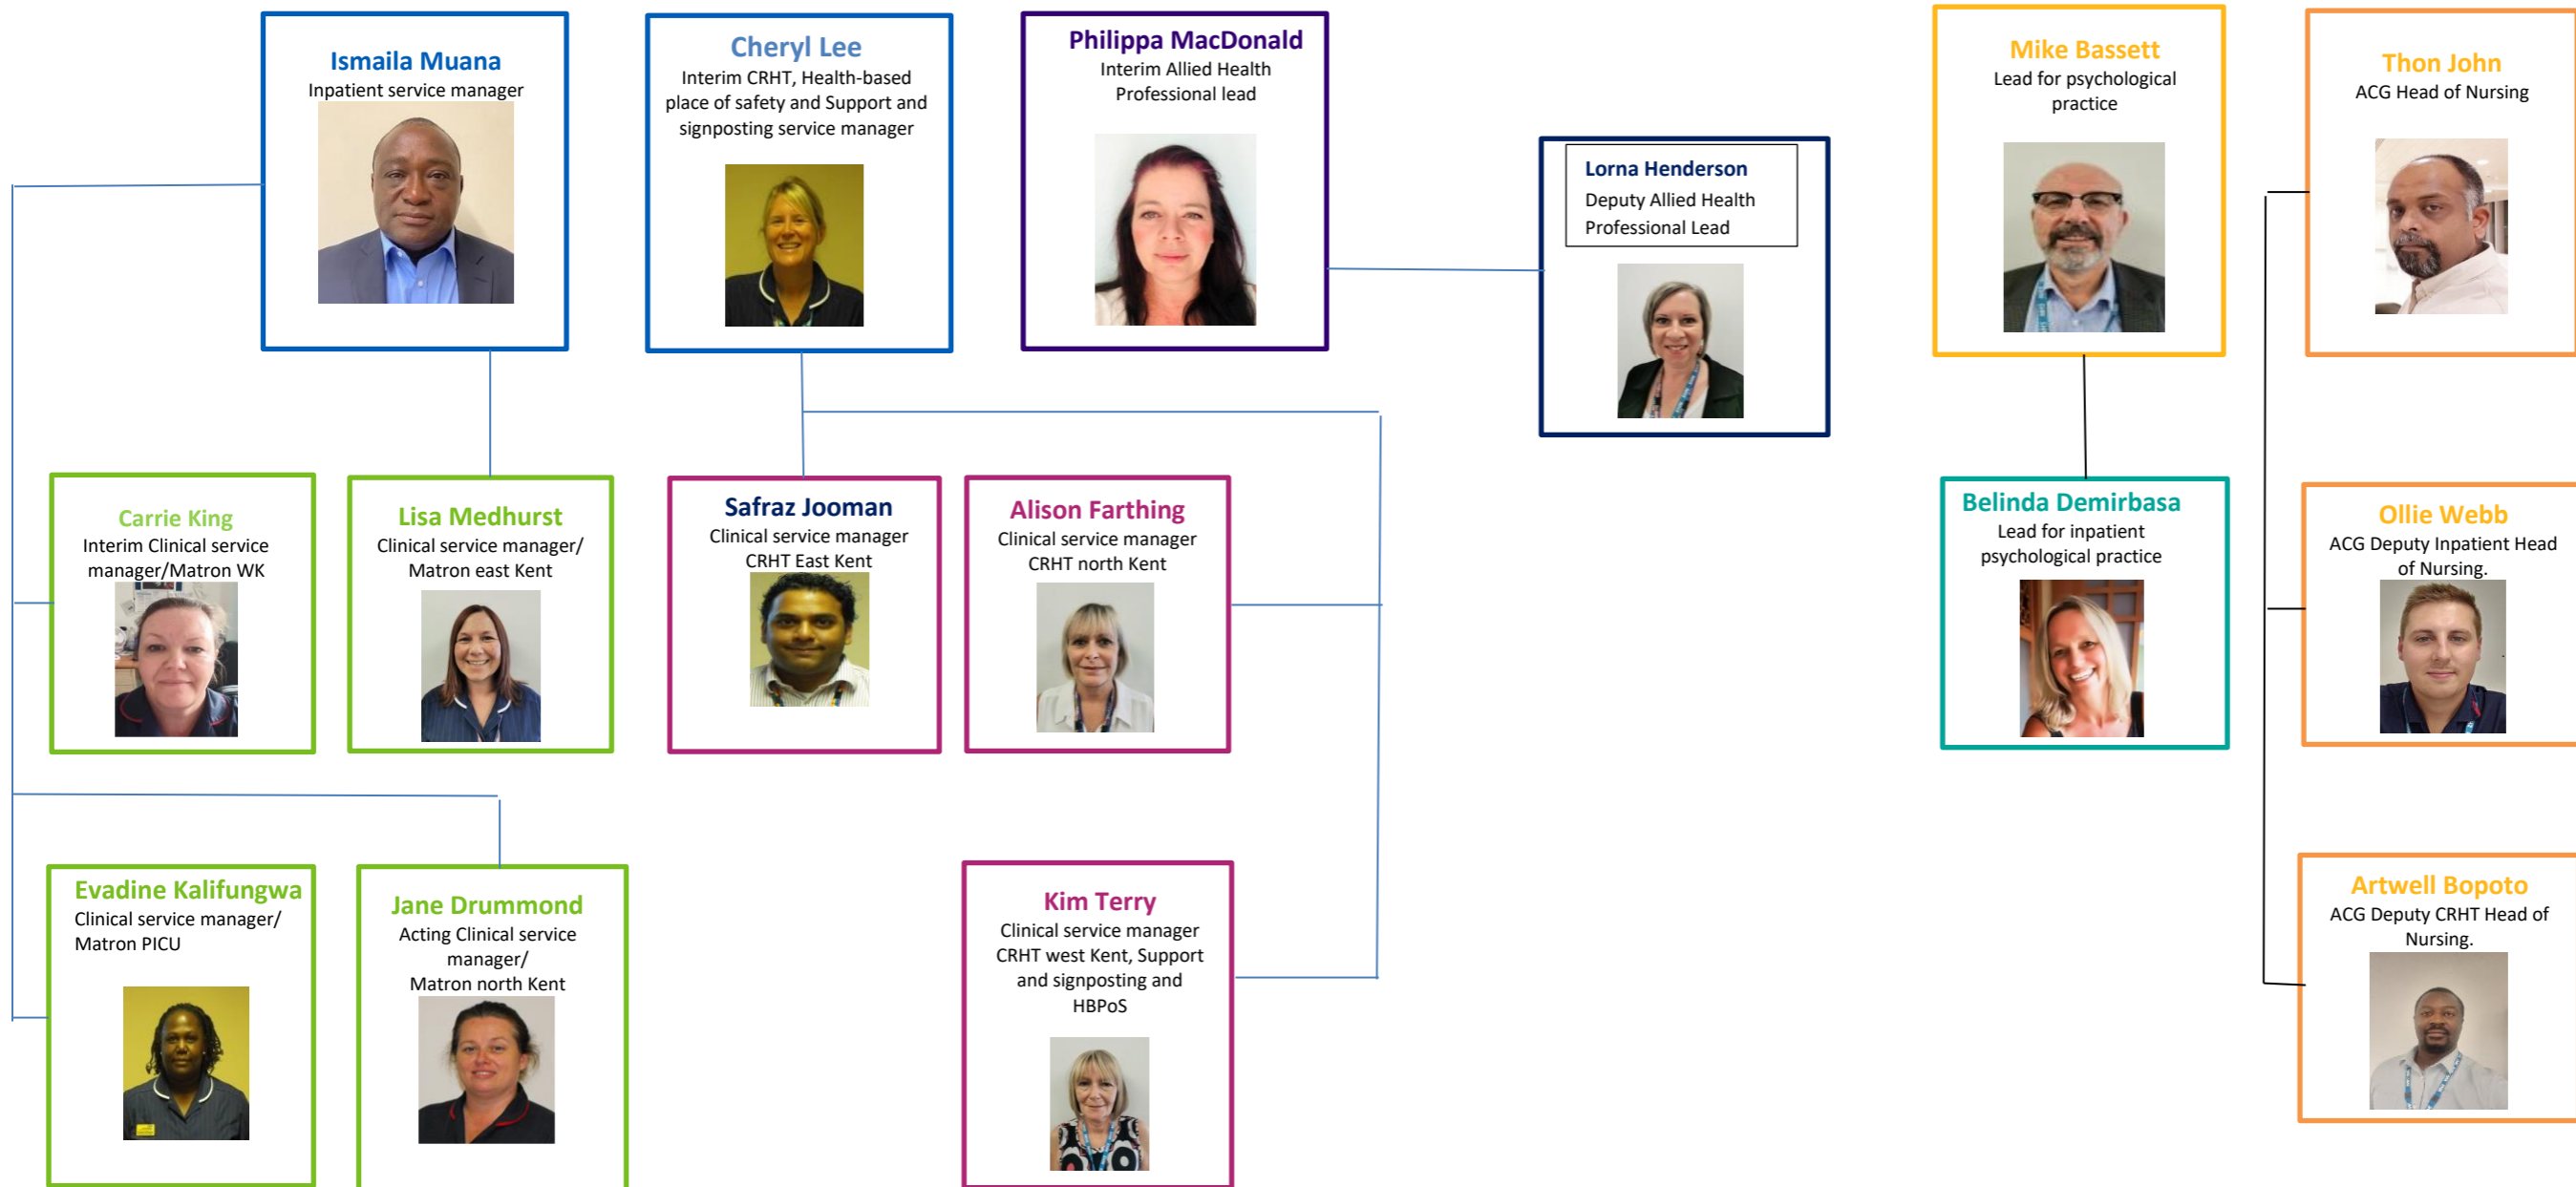 Ismaila Muana
Inpatient service manager
Cheryl Lee
Interim CRHT, Health-based
place of safety and Support and
signposting service manager
Philippa MacDonald
Interim Allied Health
Professional lead
Lorna Henderson
Deputy Allied Health
Professional Lead
Mike Bassett
Lead for psychological
practice
Thon John
ACG Head of Nursing
Carrie King
Interim Clinical service
manager/Matron WK
Lisa Medhurst
Clinical service manager/
Matron east Kent
Safraz Jooman
Clinical service manager
CRHT East Kent
Alison Farthing
Clinical service manager
CRHT north Kent
Belinda Demirbasa
Lead for inpatient
psychological practice
Ollie Webb
ACG Deputy Inpatient Head
of Nursing.
Evadine Kalifungwa
Clinical service manager/
Matron PICU
Jane Drummond
Acting Clinical service
manager/
Matron north Kent
Kim Terry
Clinical service manager
CRHT west Kent, Support
and signposting and
HBPoS
Artwell Bopoto
ACG Deputy CRHT Head of
Nursing.